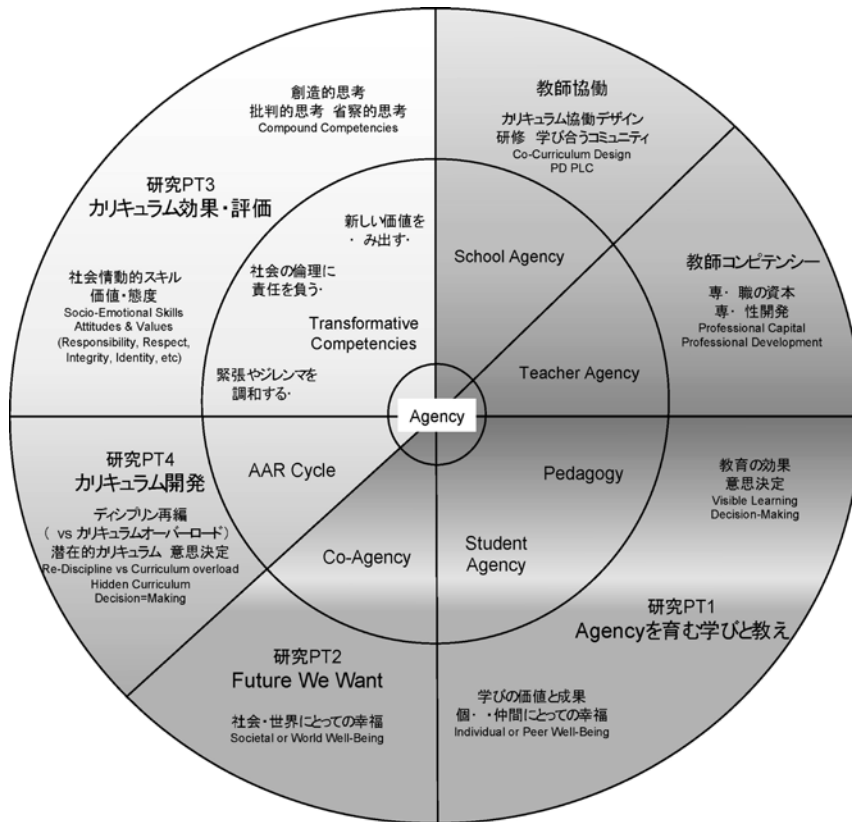 創造的思考
批判的思考 省察的思考
Compound Competencies
研究PT3
カリキュラム効果・評価
社会情動的スキル
価値・態度
Socio-Emotional Skills
Attitudes & Values
(Responsibility, Respect,
Integrity, Identity, etc)
新しい価値を
・ み出す・
社会の倫理に
責任を負う・
Transformative
Competencies
緊張やジレンマを
調和する・
教師協働
カリキュラム協働デザイン
研修 学び合うコミュニティ
Co-Curriculum Design
PD PLC
School Agency
教師コンピテンシー
専・ 職の資本
専・ 性開発
Professional Capital
Professional Development
Teacher Agency
Agency
研究PT4
カリキュラム開発
ディシプリン再編
( vs カリキュラムオーバーロード)
潜在的カリキュラム 意思決定
Re-Discipline vs Curriculum overload
Hidden Curriculum
Decision=Making
AAR Cycle
Co-Agency
研究PT2
Future We Want
社会・世界にとっての幸福
Societal or World Well-Being
Pedagogy
Student
Agency
教育の効果
意思決定
Visible Learning
Decision-Making
研究PT1
Agencyを育む学びと教え
学びの価値と成果
個・ ・仲間にとっての幸福
Individual or Peer Well-Being